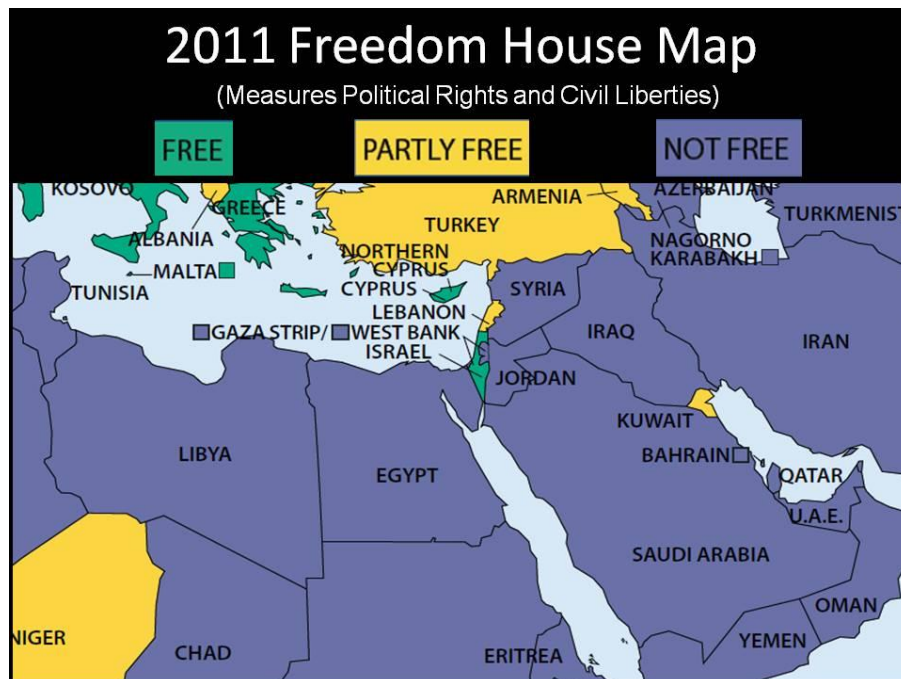 2011 Freedom House Map
(Measures Political Rights and Civil Liberties)
FREE
PARTLY FREE
NOT FREE
KOSOVO
ARMENIA
AZERBAIJAN
GREECE
TURKEY
TURKMENIST
ALBANIA
NAGORNO
KARABAKH
NORTHERN
CYPRUS
MALTA
TUNISIA
CYPRUS
SYRIA
LEBANON
GAZA STRIP/
WEST BANK
IRAQ
IRAN
ISRAEL
JORDAN
KUWAIT
LIBYA
EGYPT
BAHRAIN
QATAR
U.A.E.
SAUDI ARABIA
OMAN
NIGER
CHAD
ERITREA
YEMEN